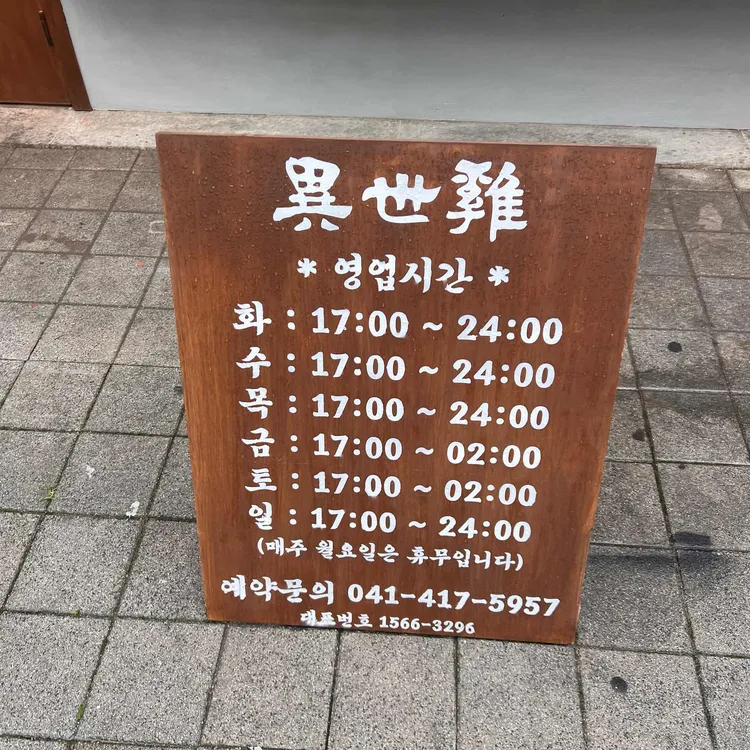 異世雞
* 영업시간 *
화 : 17:00 ~ 24:00
수 : 17:00 ~ 24:00
목 : 17:00 ~ 24:00
금 : 17:00 ~ 02:00
토 : 17:00 ~ 02:00
일 : 17:00 ~ 24:00
(매주 월요일은 휴무입니다)
예약문의 041-417-5957
대표번호 1566-3296